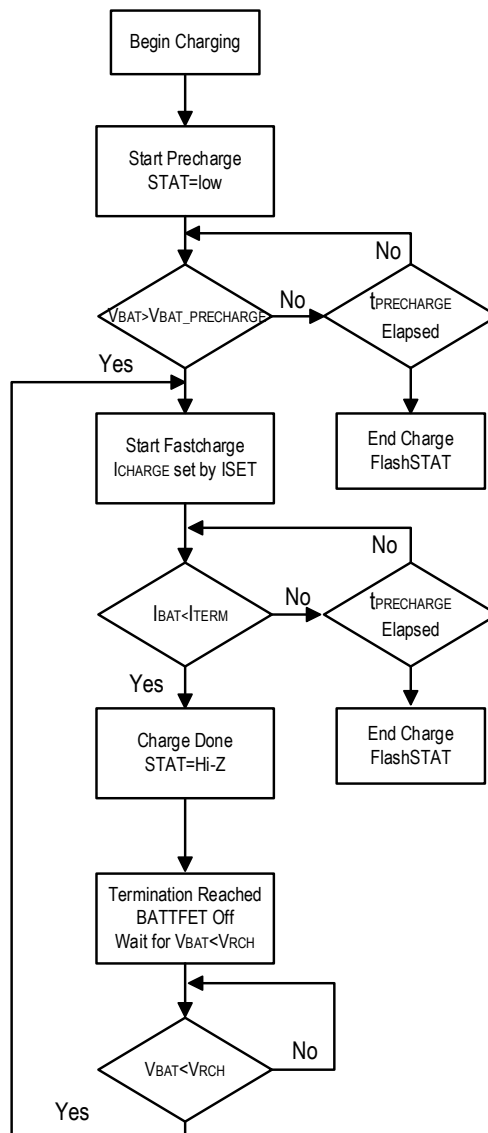 Begin Charging
Start Precharge
STAT=low
No
VBAT>VBAT_PRECHARGE
No
tPRECHARGE
Elapsed
Yes
Start Fastcharge
ICHARGE set by ISET
End Charge
FlashSTAT
No
IBAT<ITERM
No
tPRECHARGE
Elapsed
Yes
Charge Done
STAT=Hi-Z
End Charge
FlashSTAT
Termination Reached
BATTFET Off
Wait for VBAT<VRCH
VBAT<VRCH
No
Yes